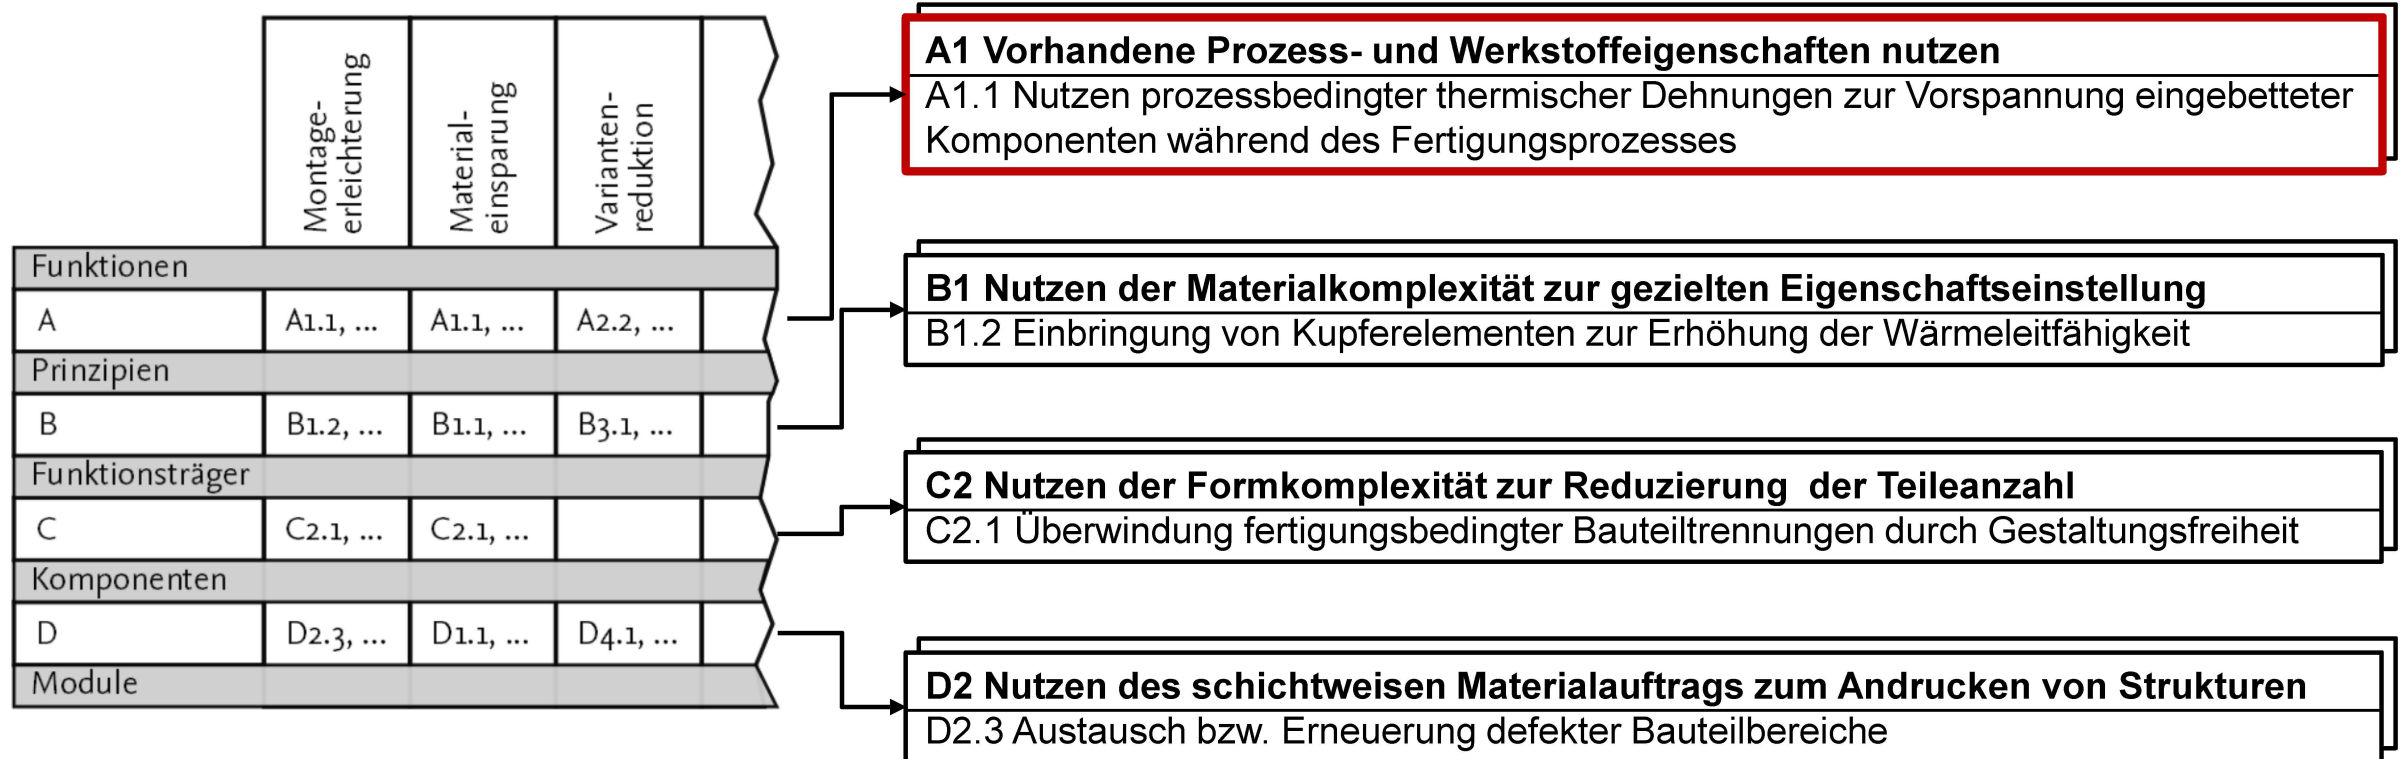 Montage-
erleichterung
Material-
einsparung
Varianten-
reduktion
Funktionen
A A1.1, ... A1.1, ... A2.2, ...
Prinzipien
B B1.2, ... B1.1, ... B3.1, ...
Funktionsträger
C C2.1, ... C2.1, ...
Komponenten
D D2.3, ... D1.1, ... D4.1, ...
Module
A1 Vorhandene Prozess- und Werkstoffeigenschaften nutzen
A1.1 Nutzen prozessbedingter thermischer Dehnungen zur Vorspannung eingebetteter
Komponenten während des Fertigungsprozesses
B1 Nutzen der Materialkomplexität zur gezielten Eigenschaftseinstellung
B1.2 Einbringung von Kupferelementen zur Erhöhung der Wärmeleitfähigkeit
C2 Nutzen der Formkomplexität zur Reduzierung  der Teileanzahl
C2.1 Überwindung fertigungsbedingter Bauteiltrennungen durch Gestaltungsfreiheit
D2 Nutzen des schichtweisen Materialauftrags zum Andrucken von Strukturen
D2.3 Austausch bzw. Erneuerung defekter Bauteilbereiche